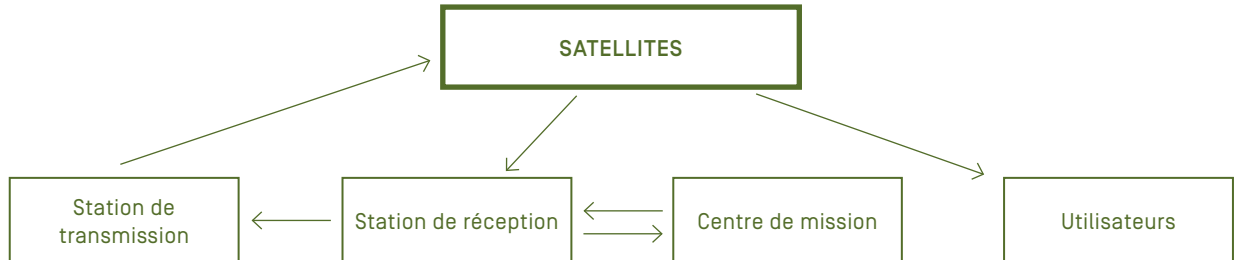 SATELLITES
Station de
transmission
Station de réception
Centre de mission
Utilisateurs